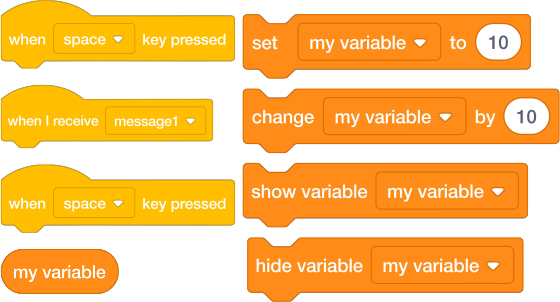 when space key pressed
set my variable to 10
when I receive message1
change my variable by 10
when space key pressed
show variable my variable
my variable
hide variable my variable